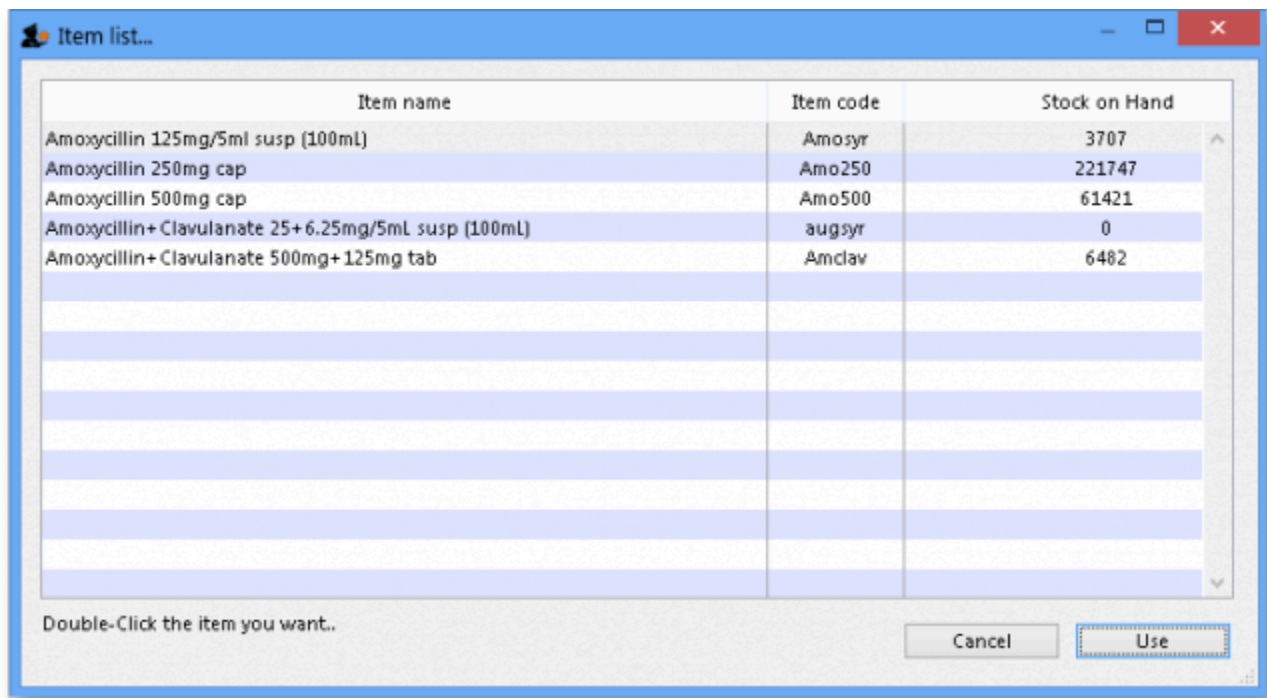 Item list...
Item name Item code Stock on Hand
Amoxycillin 125mg/5ml susp (100mL) Amosyr 3707
Amoxycillin 250mg cap Amo250 221747
Amoxycillin 500mg cap Amo500 61421
Amoxycillin+Clavulanate 25+6.25mg/5mL susp (100mL) augsyr 0
Amoxycillin+Clavulanate 500mg+125mg tab Amclav 6482
Double-Click the item you want..
Cancel Use